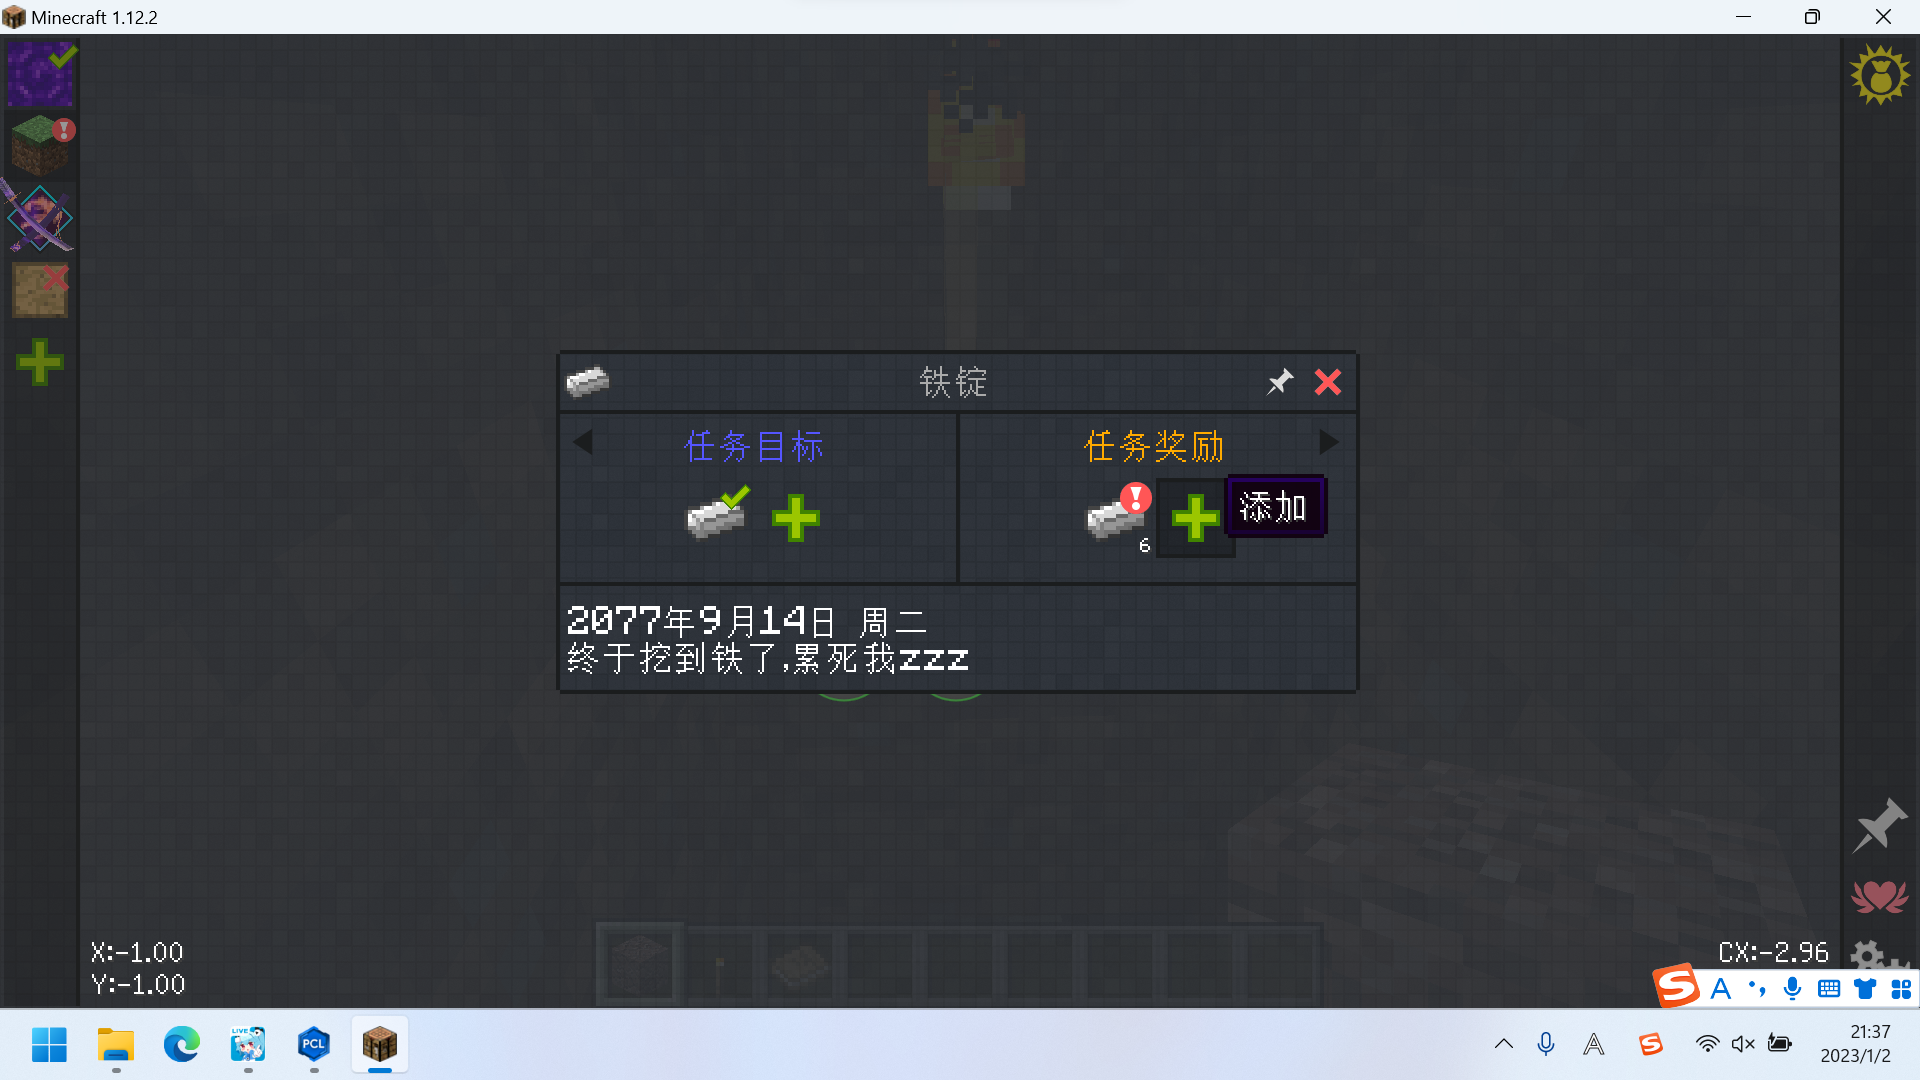 Minecraft 1.12.2
铁锭
任务目标
任务奖励
添加
6
2077年9月14日 周二
终于挖到铁了,累死我zzz
X:-1.00
Y:-1.00
CX:-2.96
S A
LIVE
PCL
A S
21:37
2023/1/2